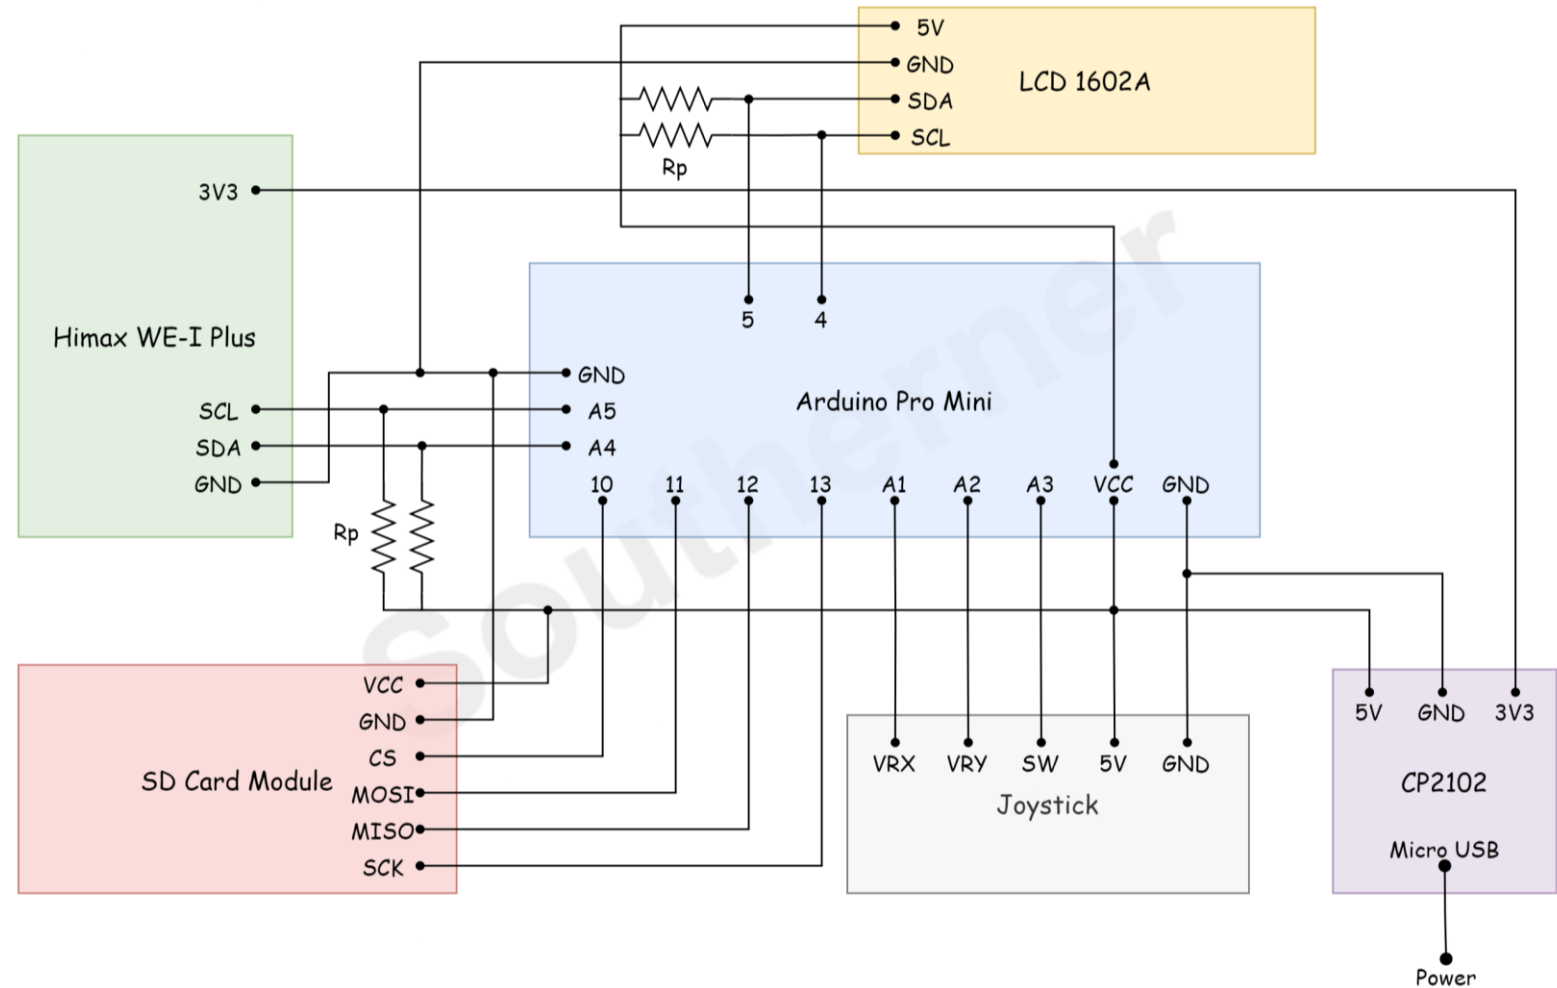 5V
GND
LCD 1602A
SDA
SCL
Rp
3V3
5
4
Himax WE-I Plus
GND
Arduino Pro Mini
SCL
A5
SDA
A4
GND
10
11
12
13
A1
A2
A3
VCC
GND
Rp
Southerner
VCC
GND
CS
SD Card Module
MOSI
MISO
SCK
VRX
VRY
SW
5V
GND
Joystick
5V
GND
3V3
CP2102
Micro USB
Power